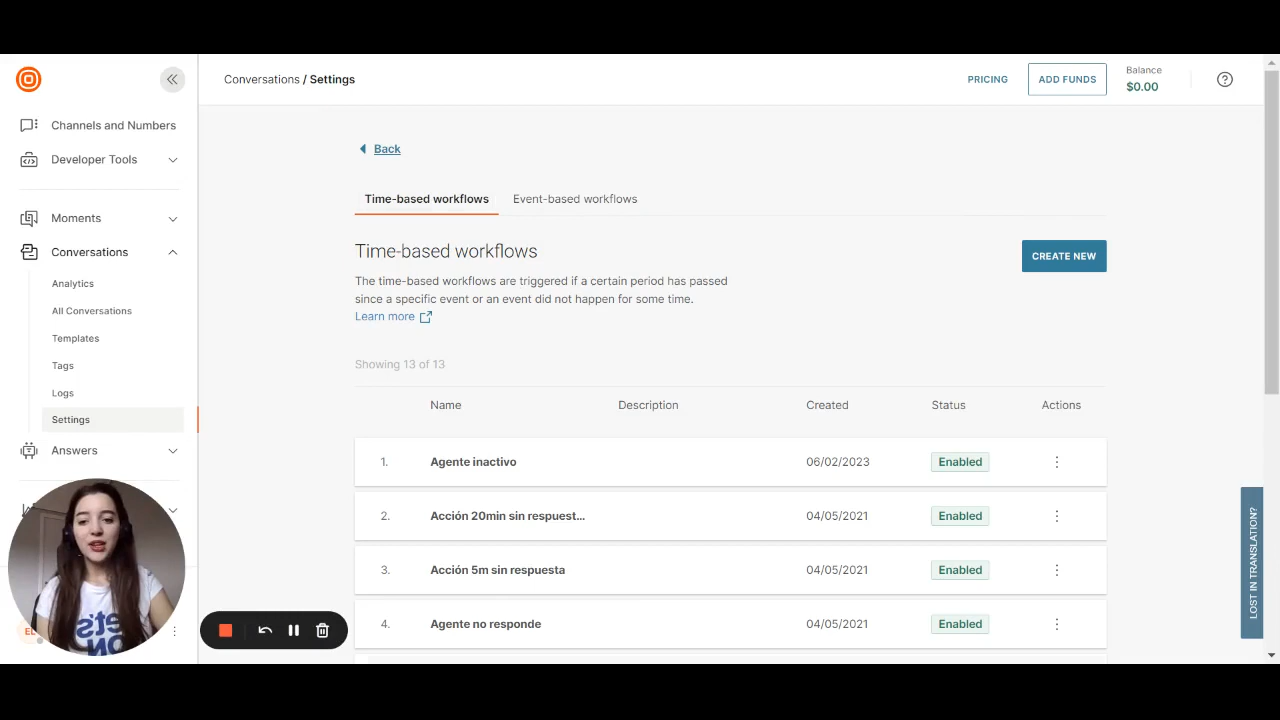 Conversations / Settings
PRICING
ADD FUNDS
Balance
$0.00
Channels and Numbers
Developer Tools
Moments
Conversations
Analytics
All Conversations
Templates
Tags
Logs
Settings
Answers
Back
Time-based workflows
Event-based workflows
Time-based workflows
CREATE NEW
The time-based workflows are triggered if a certain period has passed
since a specific event or an event did not happen for some time.
Learn more
Showing 13 of 13
Name Description Created Status Actions
1. Agente inactivo 06/02/2023 Enabled
2. Acción 20min sin respuest... 04/05/2021 Enabled
3. Acción 5m sin respuesta 04/05/2021 Enabled
4. Agente no responde 04/05/2021 Enabled
LOST IN TRANSLATION?